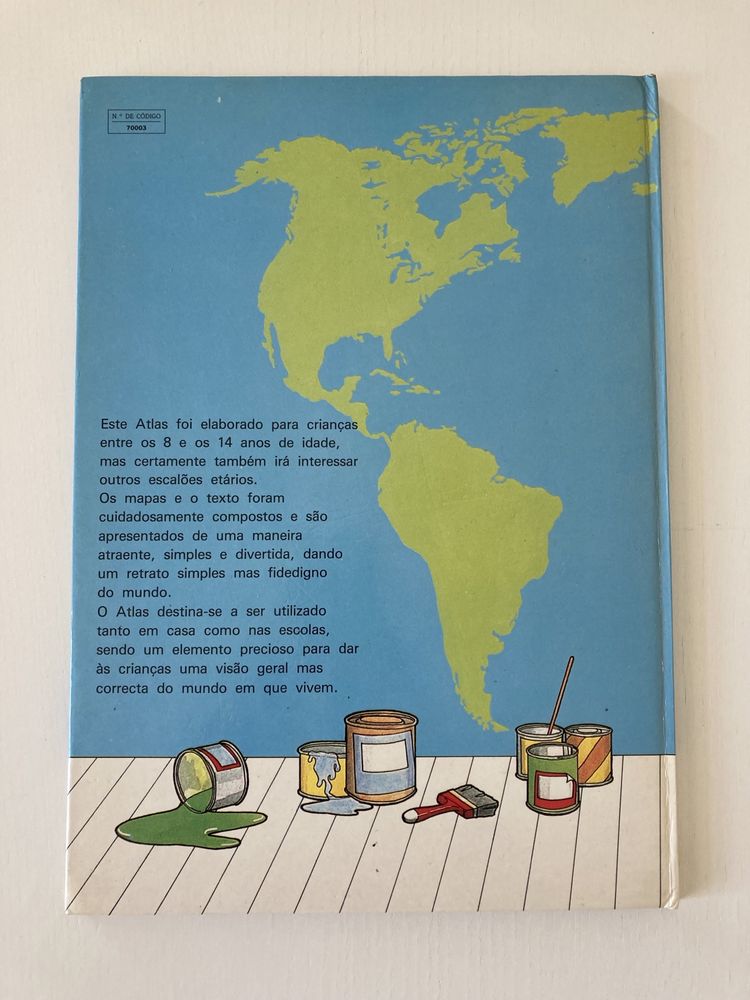 N.º DE CÓDIGO
70003
Este Atlas foi elaborado para crianças
entre os 8 e os 14 anos de idade,
mas certamente também irá interessar
outros escalões etários.
Os mapas e o texto foram
cuidadosamente compostos e são
apresentados de uma maneira
atraente, simples e divertida, dando
um retrato simples mas fidedigno
do mundo.
O Atlas destina-se a ser utilizado
tanto em casa como nas escolas,
sendo um elemento precioso para dar
às crianças uma visão geral mas
correcta do mundo em que vivem.